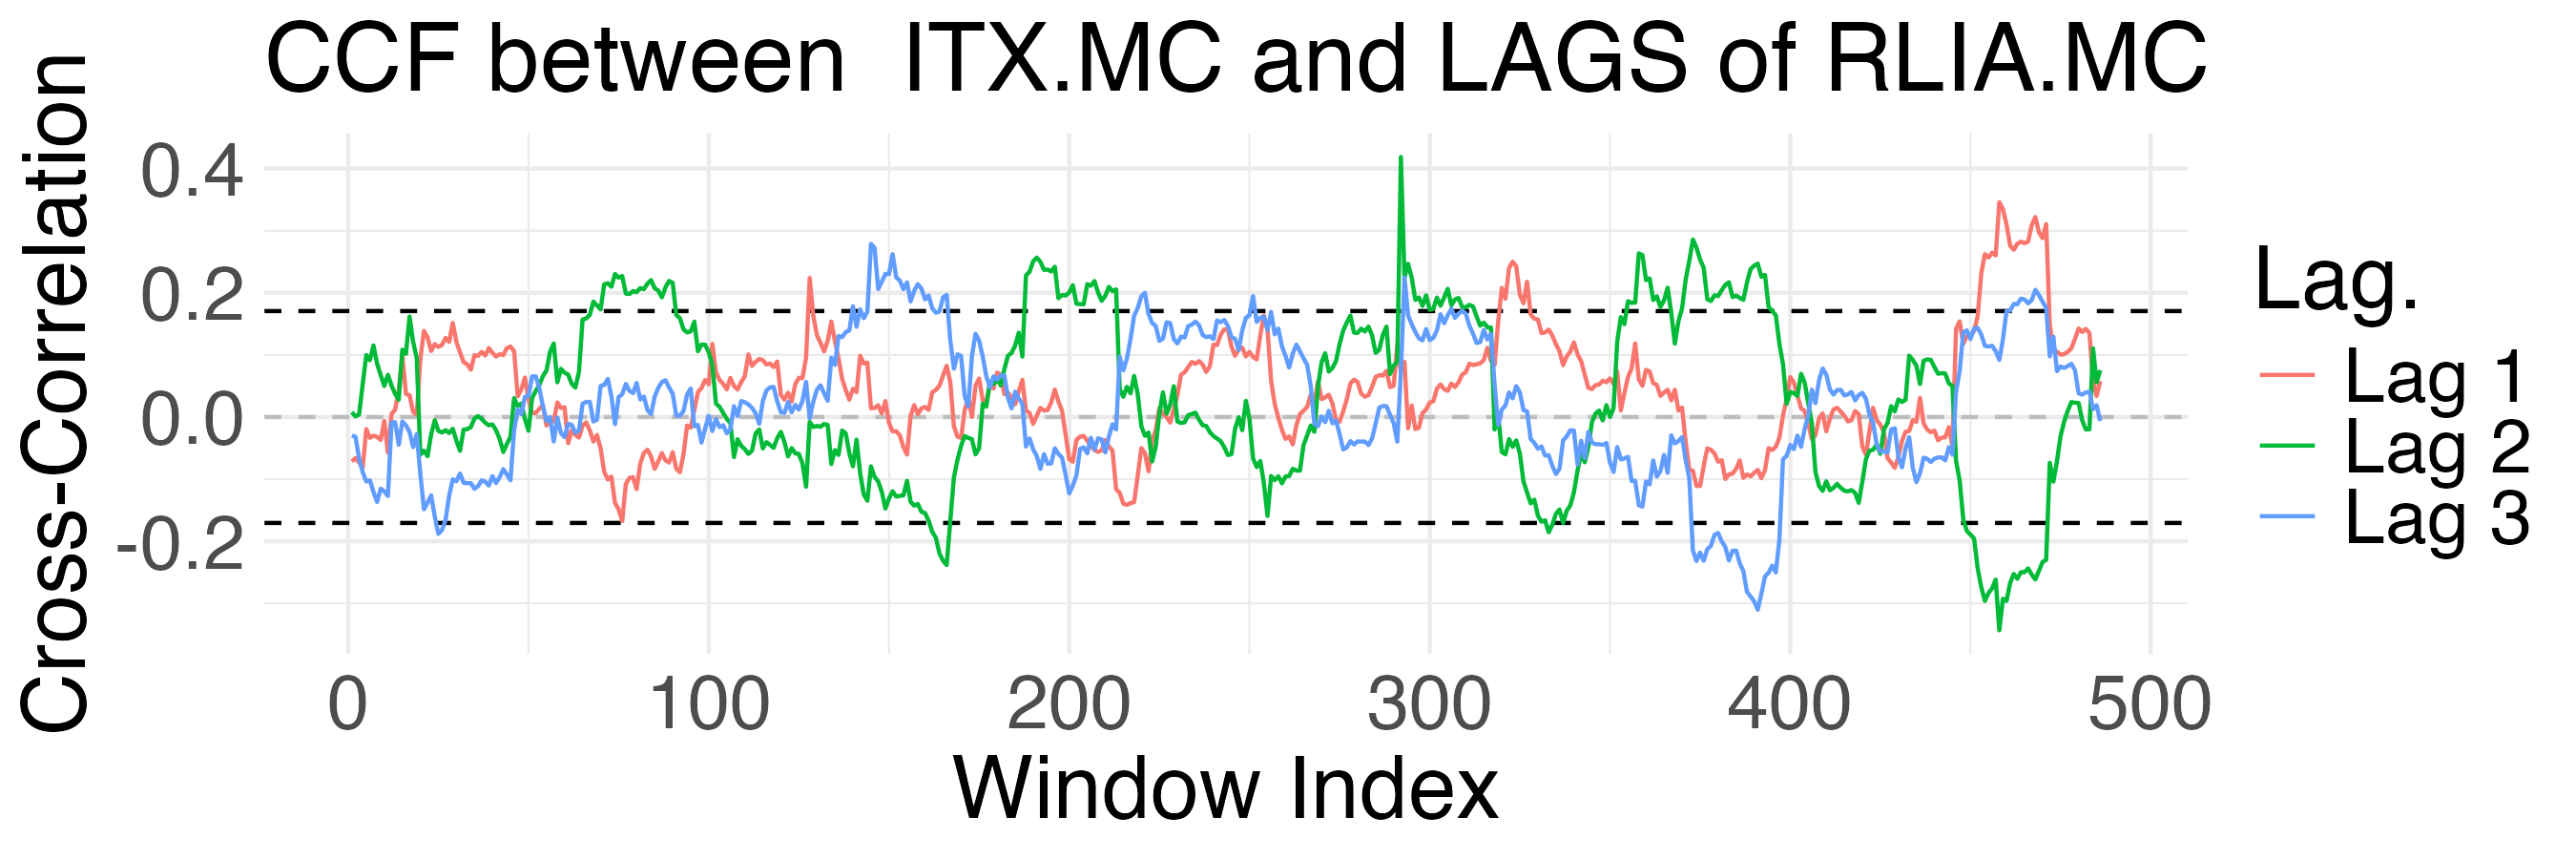 CCF between ITX.MC and LAGS of RLIA.MC
Cross-Correlation
0.4
0.2
0.0
-0.2
0 100 200 300 400 500
Window Index
Lag.
Lag 1
Lag 2
Lag 3